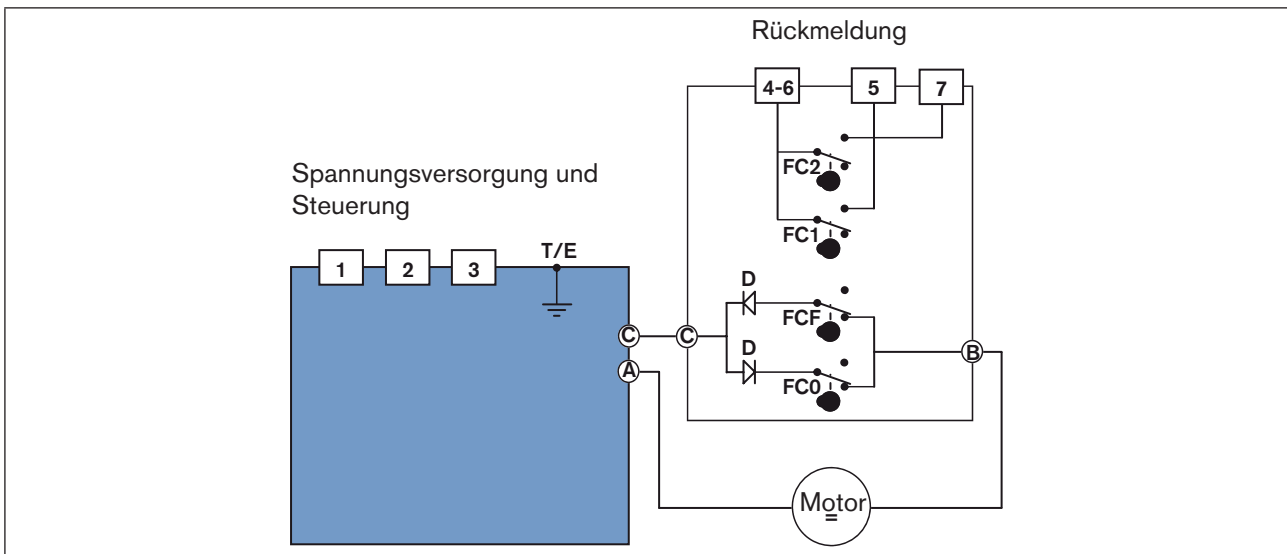 Rückmeldung
4-6 5 7
FC2
Spannungsversorgung und
Steuerung
FC1
1 2 3 T/E
D
FCF
C C
D
B
A
FC0
Motor
=